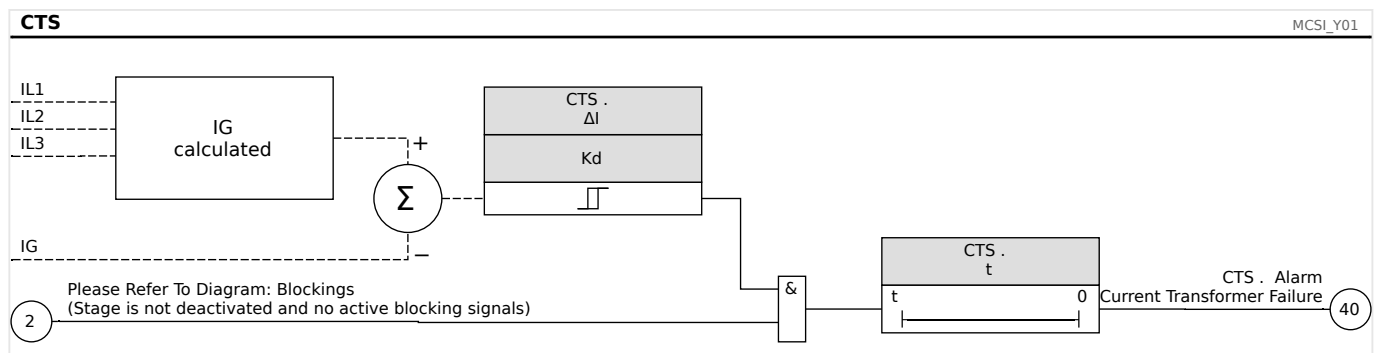 CTS
MCSI_Y01
IL1
IL2
IL3
IG
calculated
+
Σ
−
CTS .
ΔI
Kd
IG
Please Refer To Diagram: Blockings
(Stage is not deactivated and no active blocking signals)
2
&
CTS .
t
t 0
CTS . Alarm
Current Transformer Failure
40